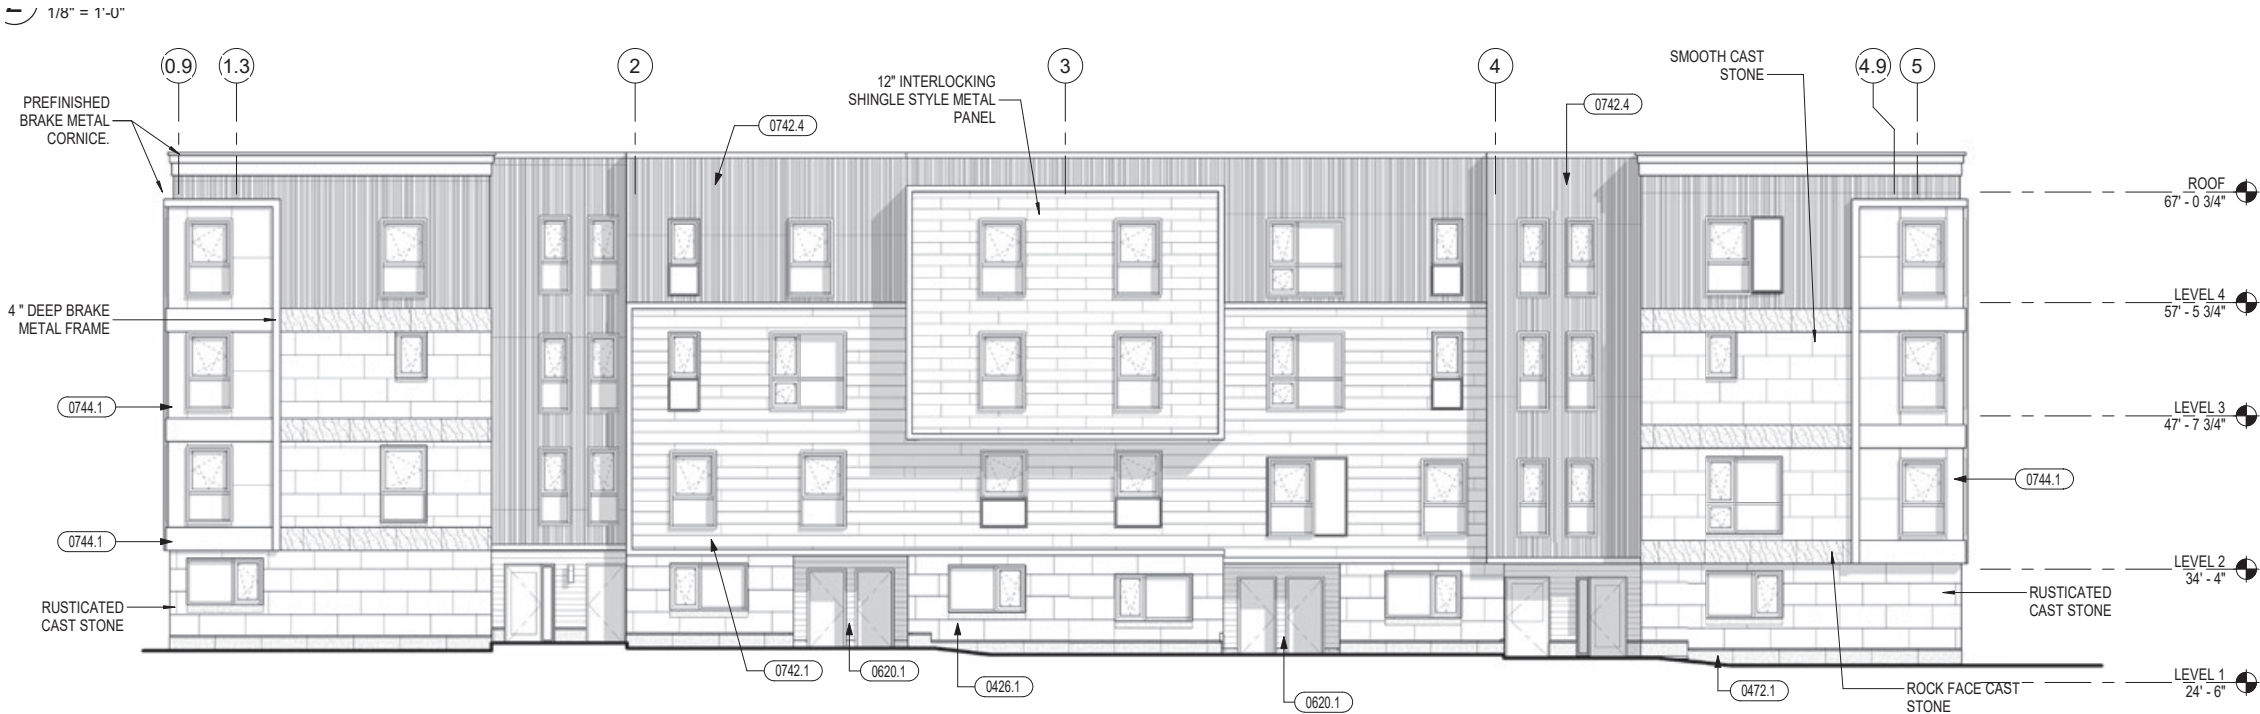 1/8" = 1'-0"
0.9
1.3
2
3
4
4.9
5
PREFINISHED
BRAKE METAL
CORNICE.
12" INTERLOCKING
SHINGLE STYLE METAL
PANEL
SMOOTH CAST
STONE
0742.4
0742.4
ROOF
67' - 0 3/4"
LEVEL 4
57' - 5 3/4"
4 " DEEP BRAKE
METAL FRAME
0744.1
LEVEL 3
47' - 7 3/4"
0744.1
0744.1
LEVEL 2
34' - 4"
RUSTICATED
CAST STONE
RUSTICATED
CAST STONE
0742.1
0620.1
0426.1
0620.1
0472.1
ROCK FACE CAST
STONE
LEVEL 1
24' - 6"